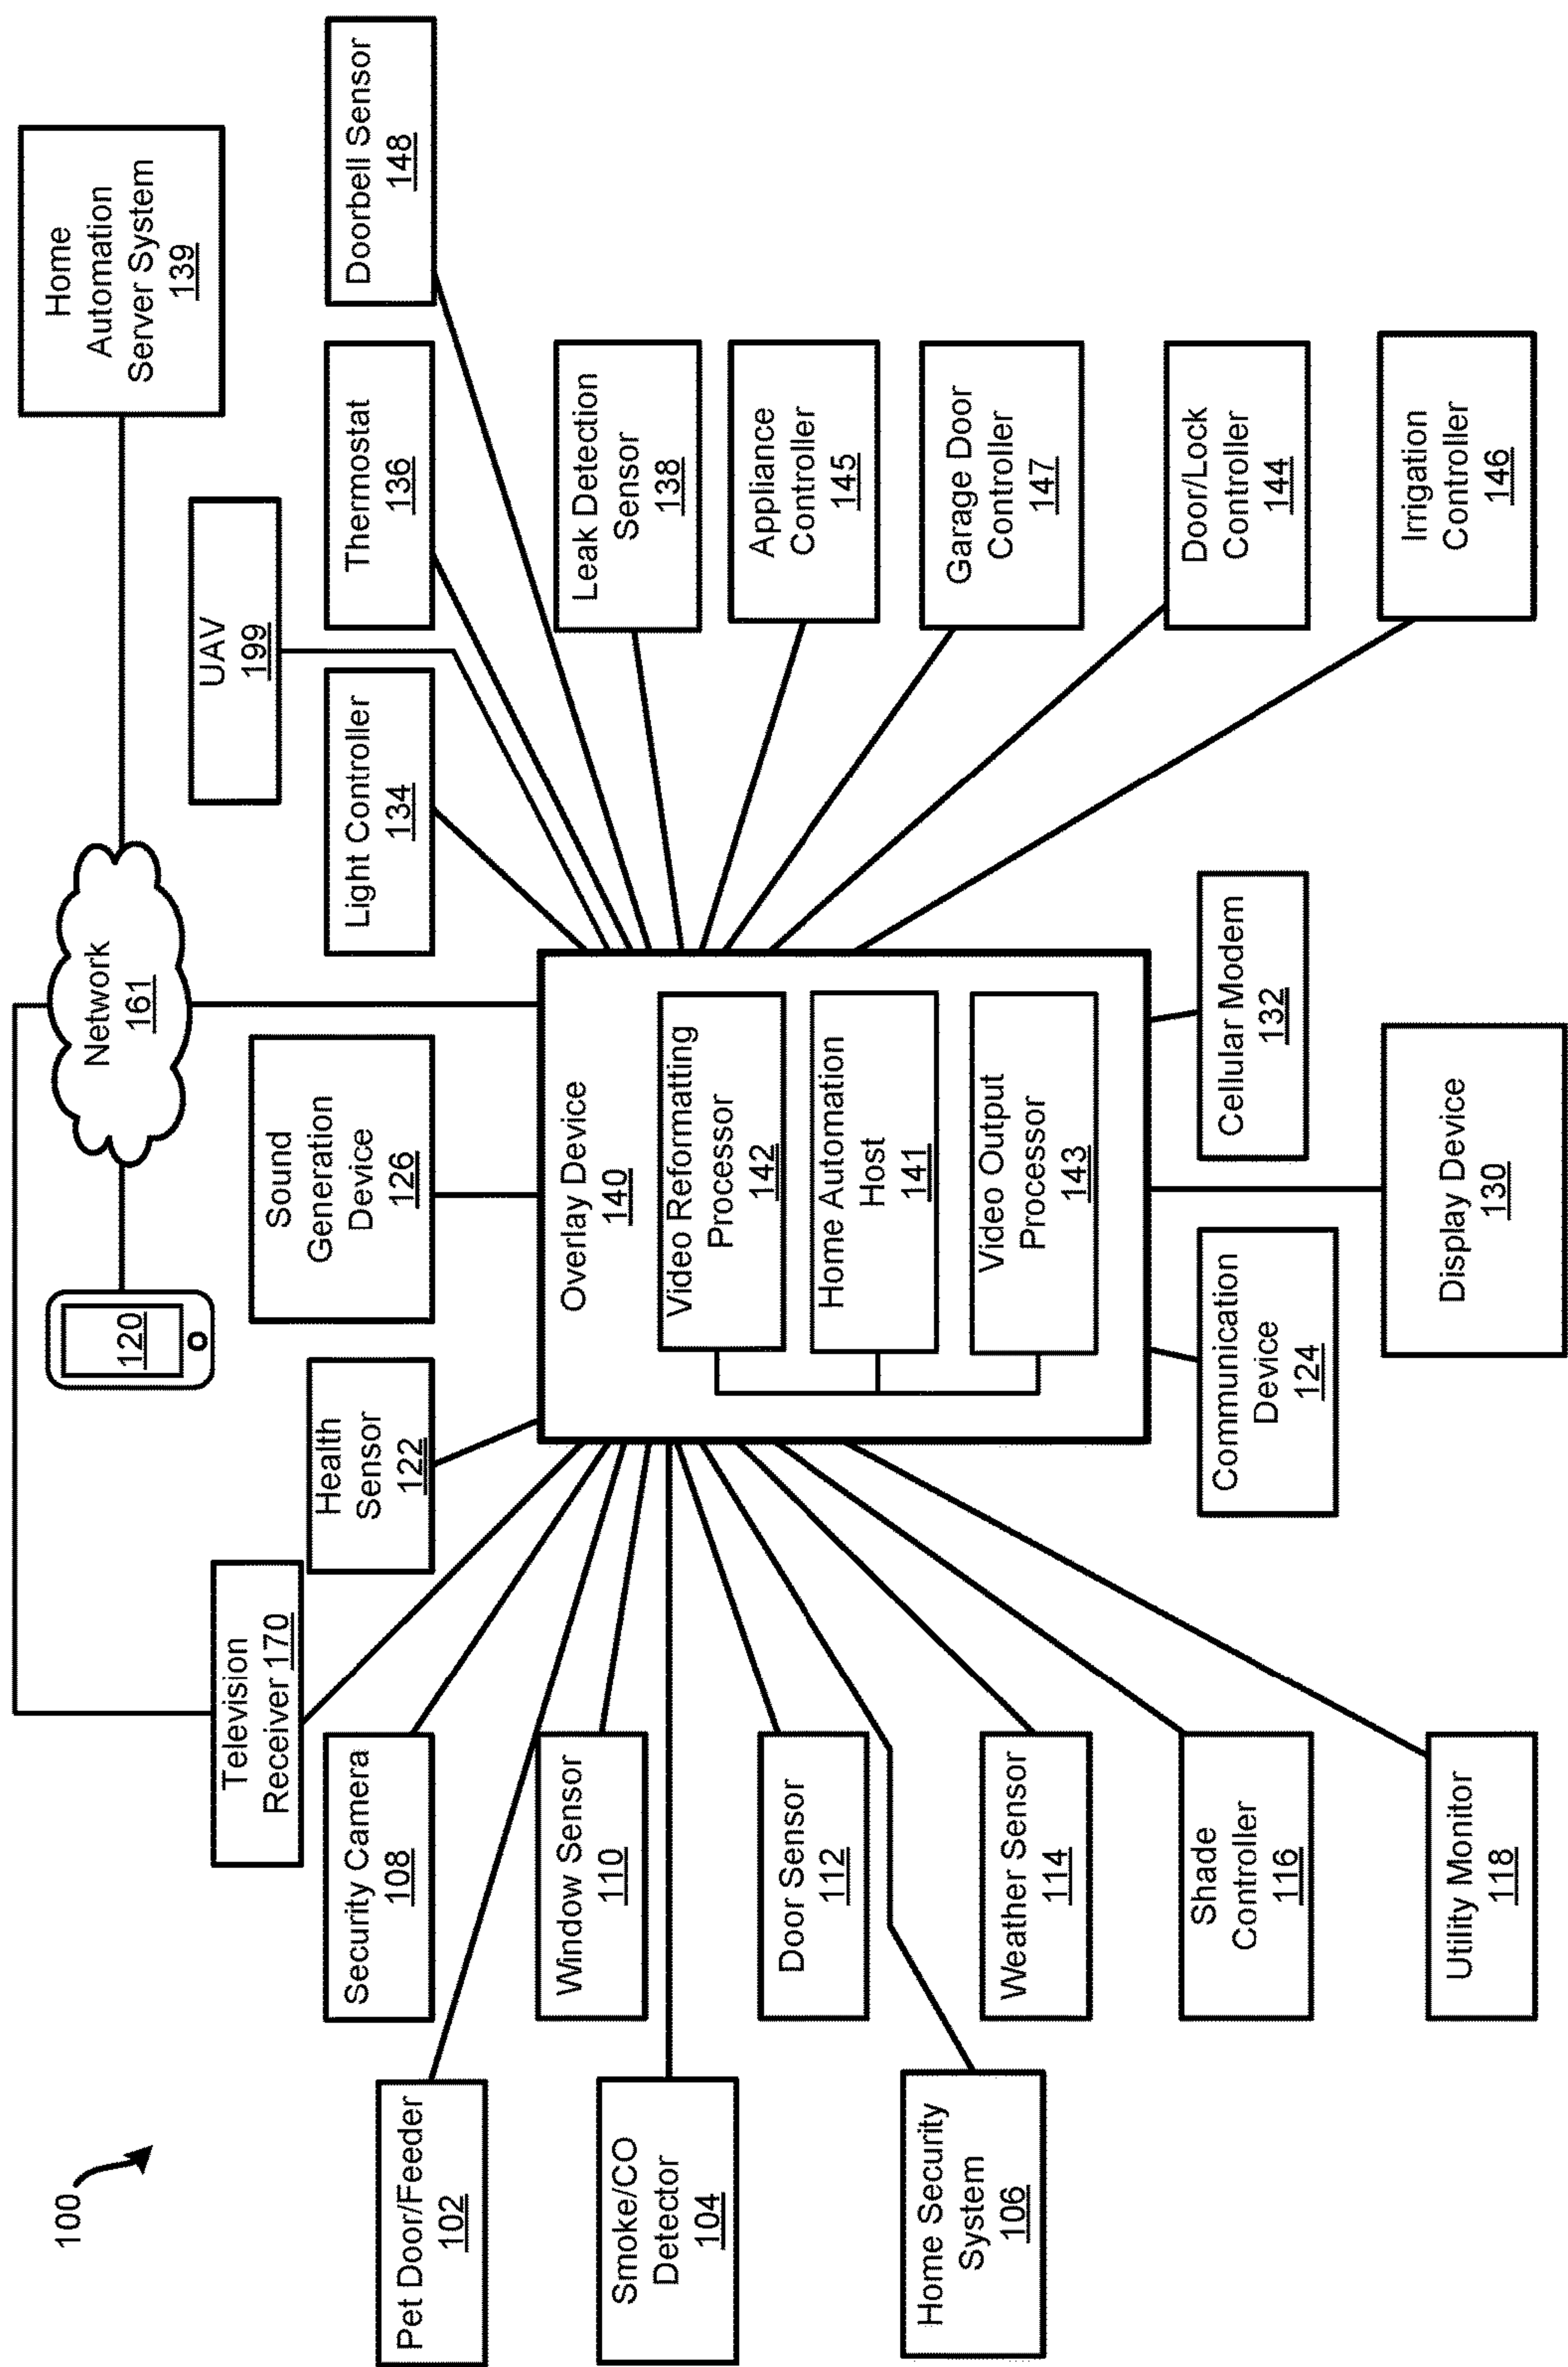 100
Home
Automation
Server System
139
Network
161
120
UAV
199
Television
Receiver 170
Health
Sensor
122
Sound
Generation
Device
126
Light Controller
134
Thermostat
136
Doorbell Sensor
148
Pet Door/Feeder
102
Security Camera
108
Smoke/CO
Detector
104
Window Sensor
110
Overlay Device
140
Video Reformatting
Processor
142
Home Automation
Host
141
Video Output
Processor
143
Leak Detection
Sensor
138
Appliance
Controller
145
Home Security
System
106
Door Sensor
112
Garage Door
Controller
147
Weather Sensor
114
Door/Lock
Controller
144
Shade
Controller
116
Communication
Device
124
Cellular Modem
132
Irrigation
Controller
146
Utility Monitor
118
Display Device
130